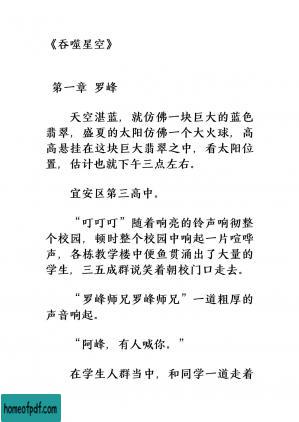 《吞噬星空》
第一章 罗峰
天空湛蓝，就仿佛一块巨大的蓝色
翡翠，盛夏的太阳仿佛一个大火球，高
高悬挂在这块巨大翡翠之中，看太阳位
置，估计也就下午三点左右。
宜安区第三高中。
“叮叮叮”随着响亮的铃声响彻整
个校园，顿时整个校园中响起一片喧哗
声，各栋教学楼中便鱼贯涌出了大量的
学生，三五成群说笑着朝校门口走去。
“罗峰师兄罗峰师兄”一道粗厚的
声音响起。
“阿峰，有人喊你。”
在学生人群当中，和同学一道走着
homeofpdf.com